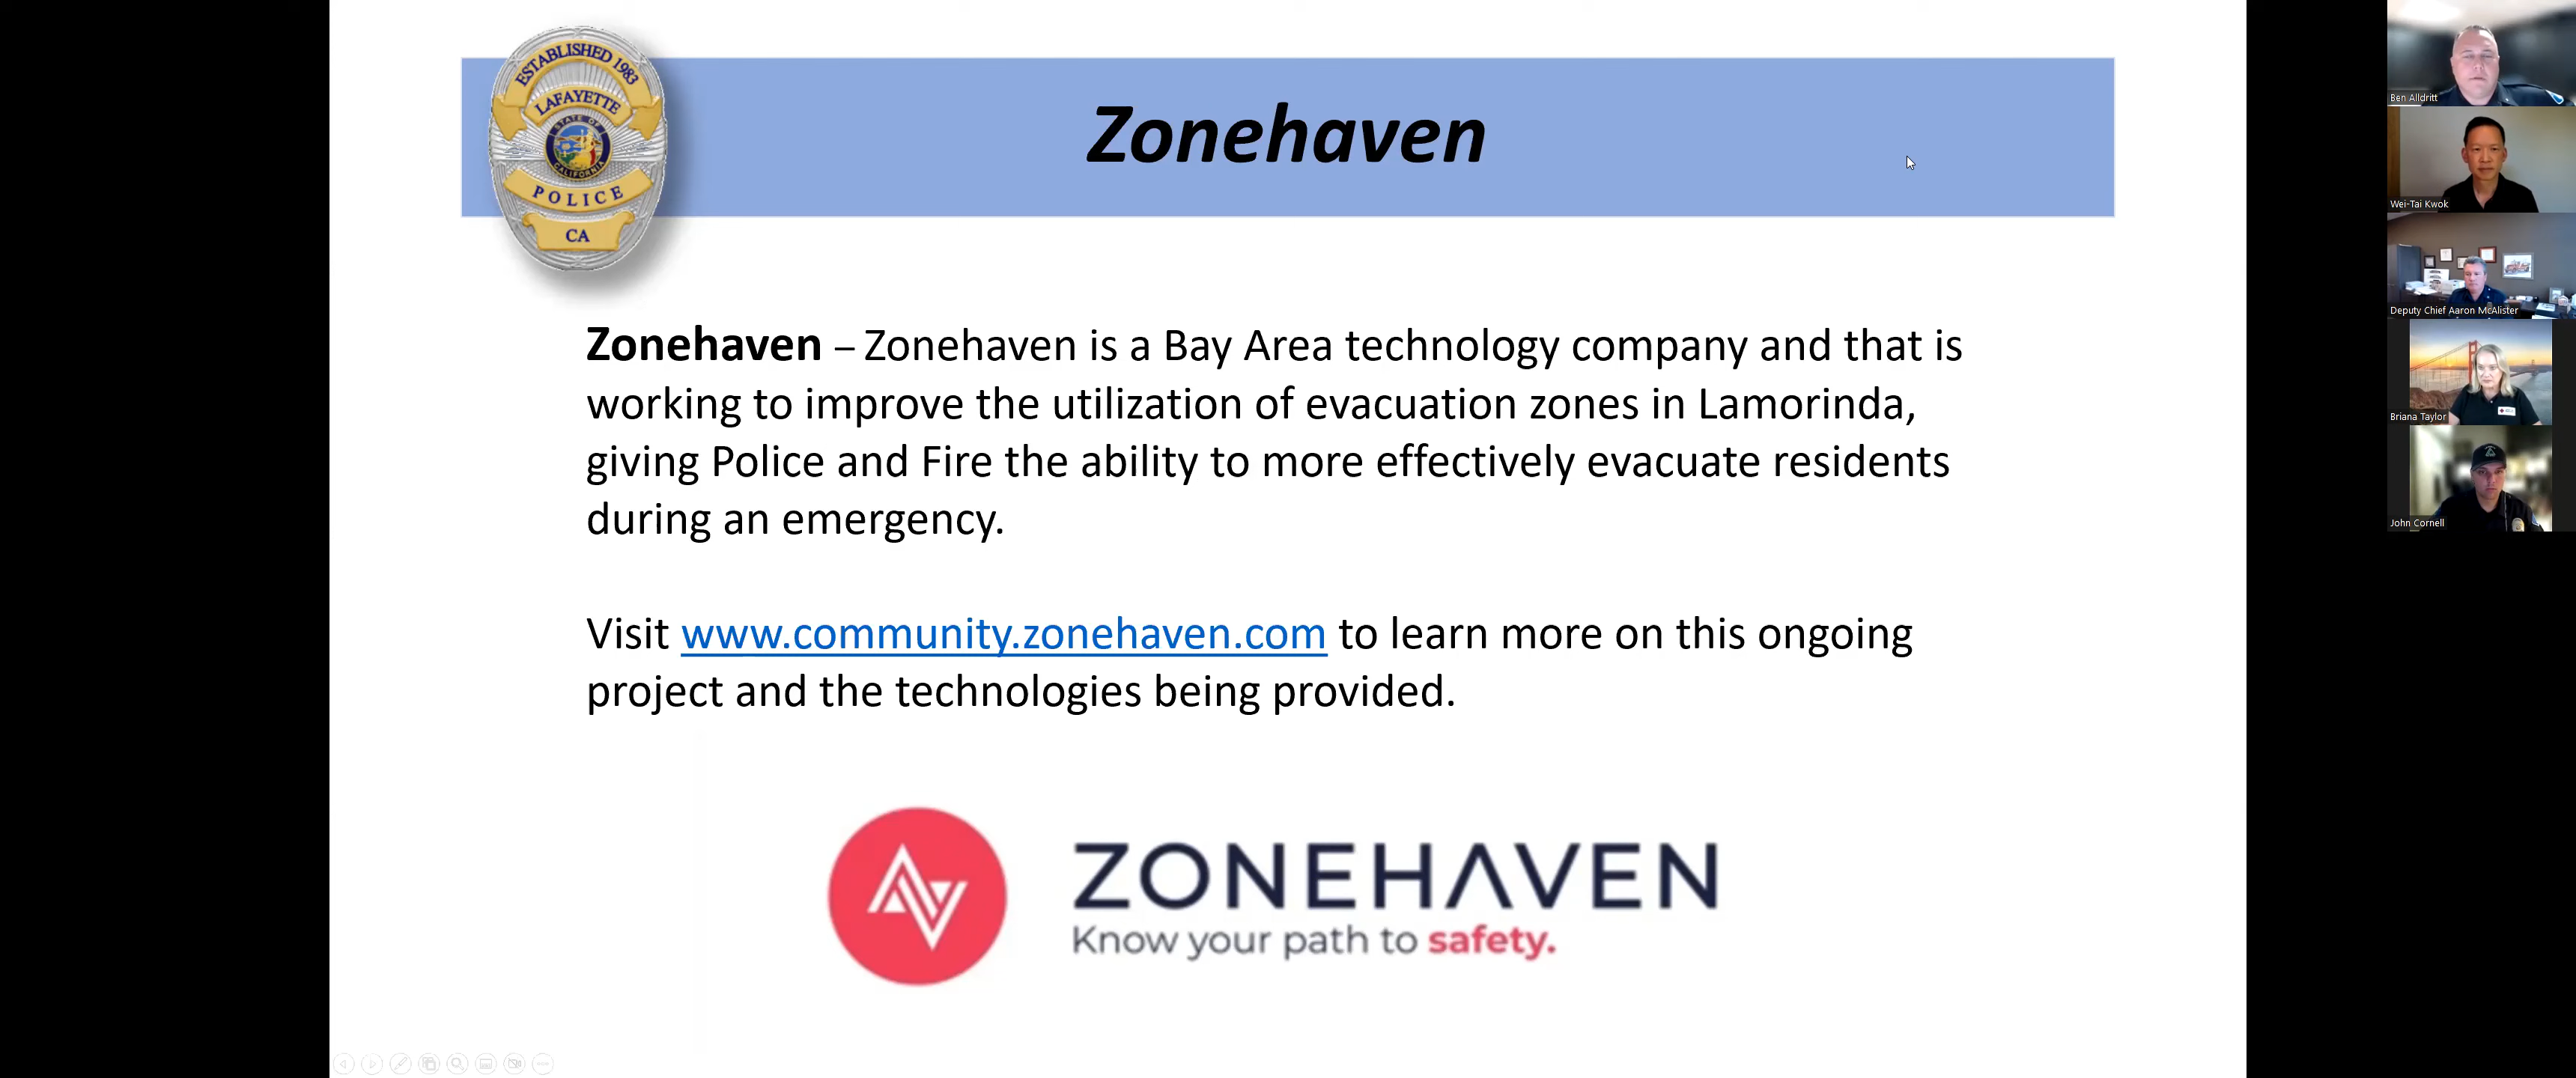 ESTABLISHED 1983
LAFAYETTE
STATE OF
CALIFORNIA
POLICE
CA
Zonehaven
Zonehaven – Zonehaven is a Bay Area technology company and that is
working to improve the utilization of evacuation zones in Lamorinda,
giving Police and Fire the ability to more effectively evacuate residents
during an emergency.
Visit www.community.zonehaven.com to learn more on this ongoing
project and the technologies being provided.
ZONEHAVEN
Know your path to safety.
Ben Alldritt
Wei-Tai Kwok
Deputy Chief Aaron McAlister
Briana Taylor
John Cornell